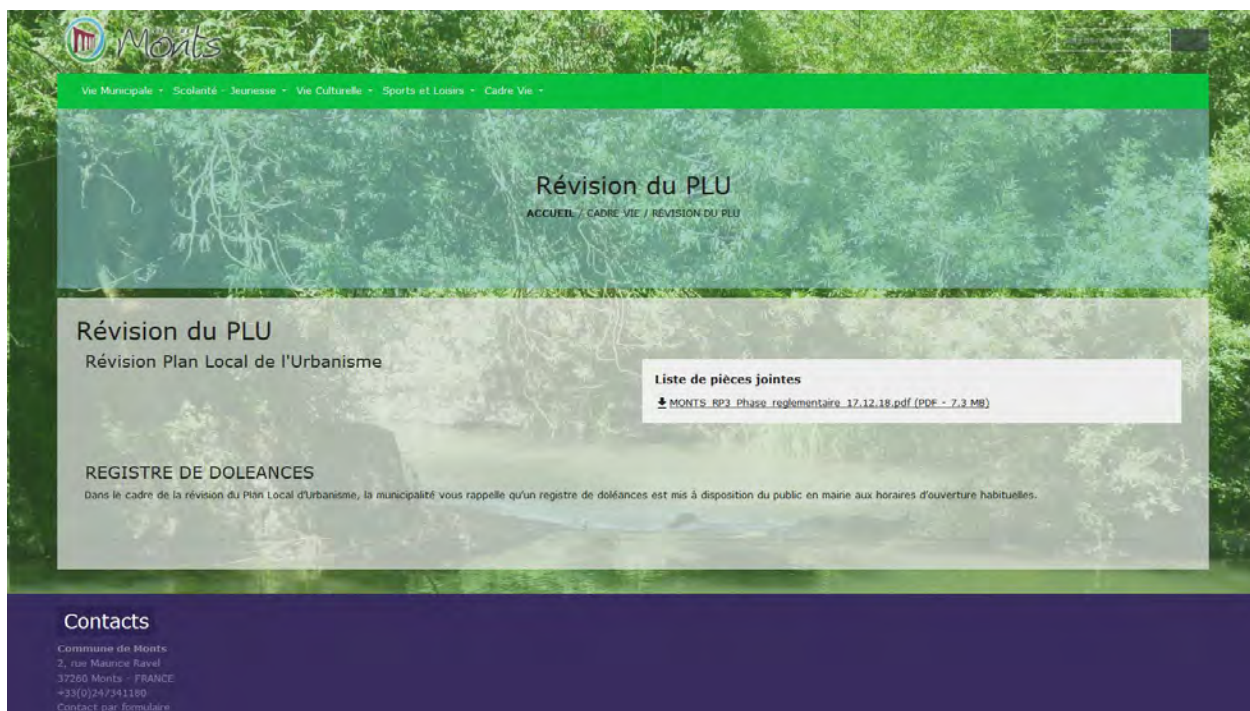 Monts
Vie Municipale Scolarité - Jeunesse Vie Culturelle Sports et Loisirs Cadre Vie
Révision du PLU
ACCUEIL / CADRE VIE / RÉVISION DU PLU
Révision du PLU
Révision Plan Local de l'Urbanisme
Liste de pièces jointes
MONTS_RP3_Phase_reglementaire_17.12.18.pdf (PDF - 7.3 MB)
REGISTRE DE DOLEANCES
Dans le cadre de la révision du Plan Local d'Urbanisme, la municipalité vous rappelle qu'un registre de doléances est mis à disposition du public en mairie aux horaires d'ouverture habituelles.
Contacts
Commune de Monts
2, rue Maurice Ravel
37260 Monts - FRANCE
+33(0)247341180
Contact par formulaire